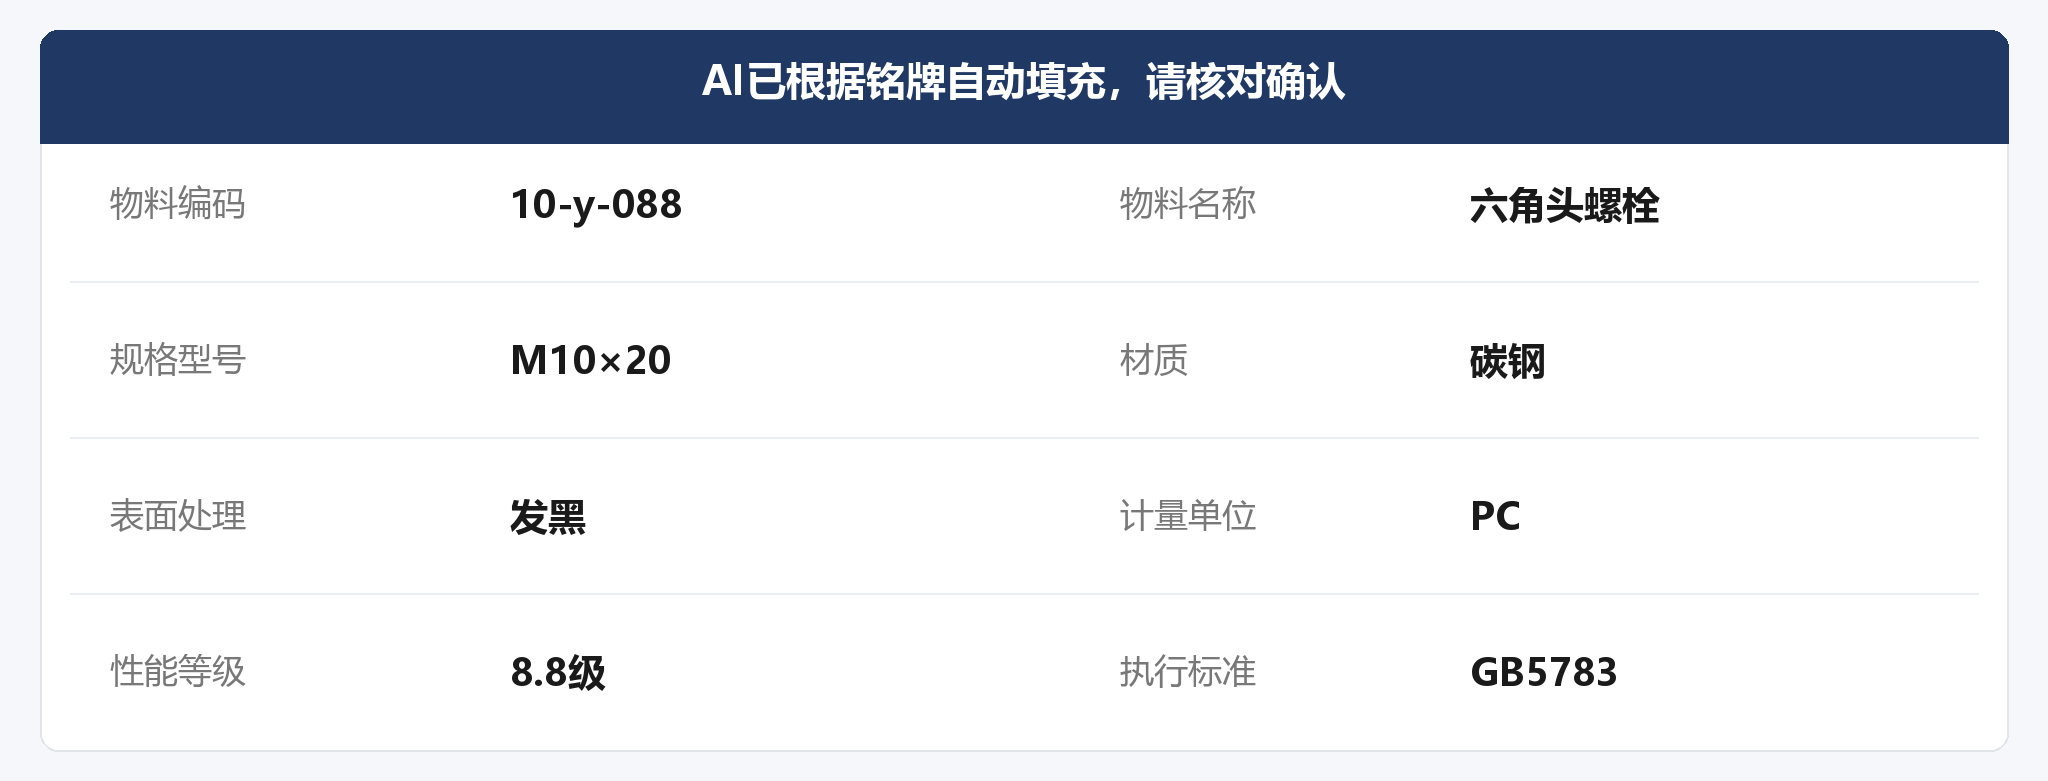 AI已根据铭牌自动填充，请核对确认
物料编码 10-y-088 物料名称 六角头螺栓
规格型号 M10×20 材质 碳钢
表面处理 发黑 计量单位 PC
性能等级 8.8级 执行标准 GB5783